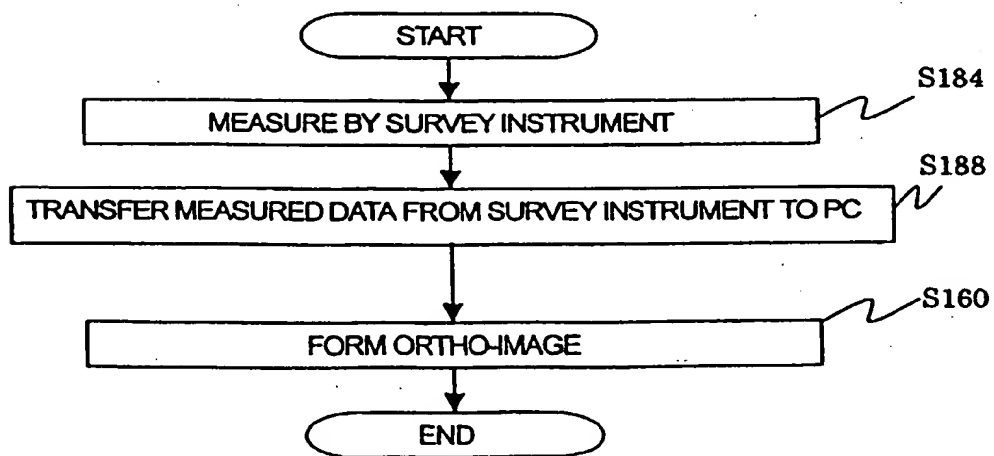 START
S184
MEASURE BY SURVEY INSTRUMENT
S188
TRANSFER MEASURED DATA FROM SURVEY INSTRUMENT TO PC
S160
FORM ORTHO-IMAGE
END